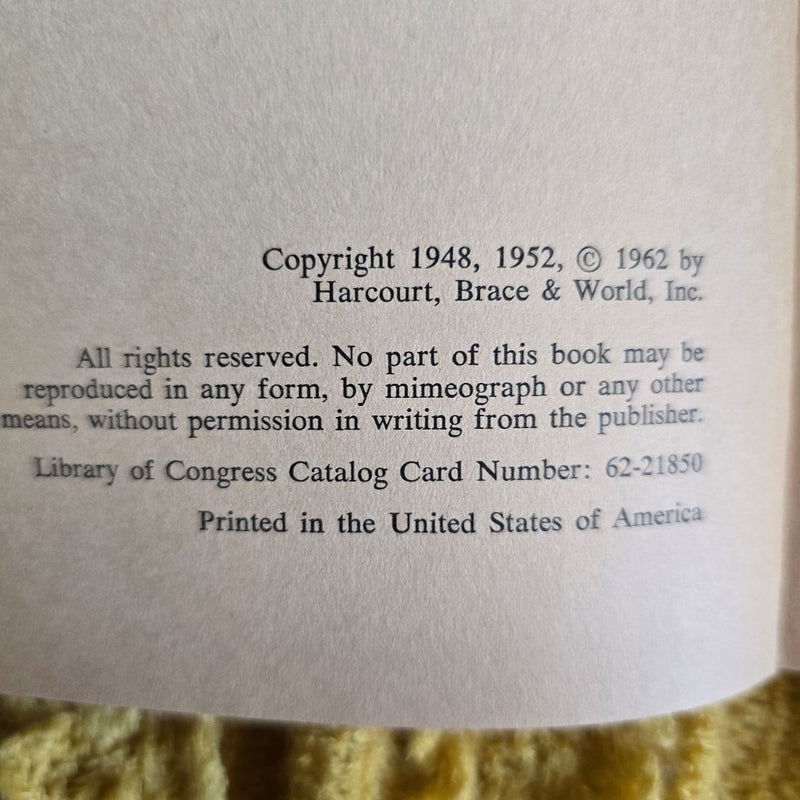 Copyright 1948, 1952, © 1962 by
Harcourt, Brace & World, Inc.
All rights reserved. No part of this book may be
reproduced in any form, by mimeograph or any other
means, without permission in writing from the publisher.
Library of Congress Catalog Card Number: 62-21850
Printed in the United States of America